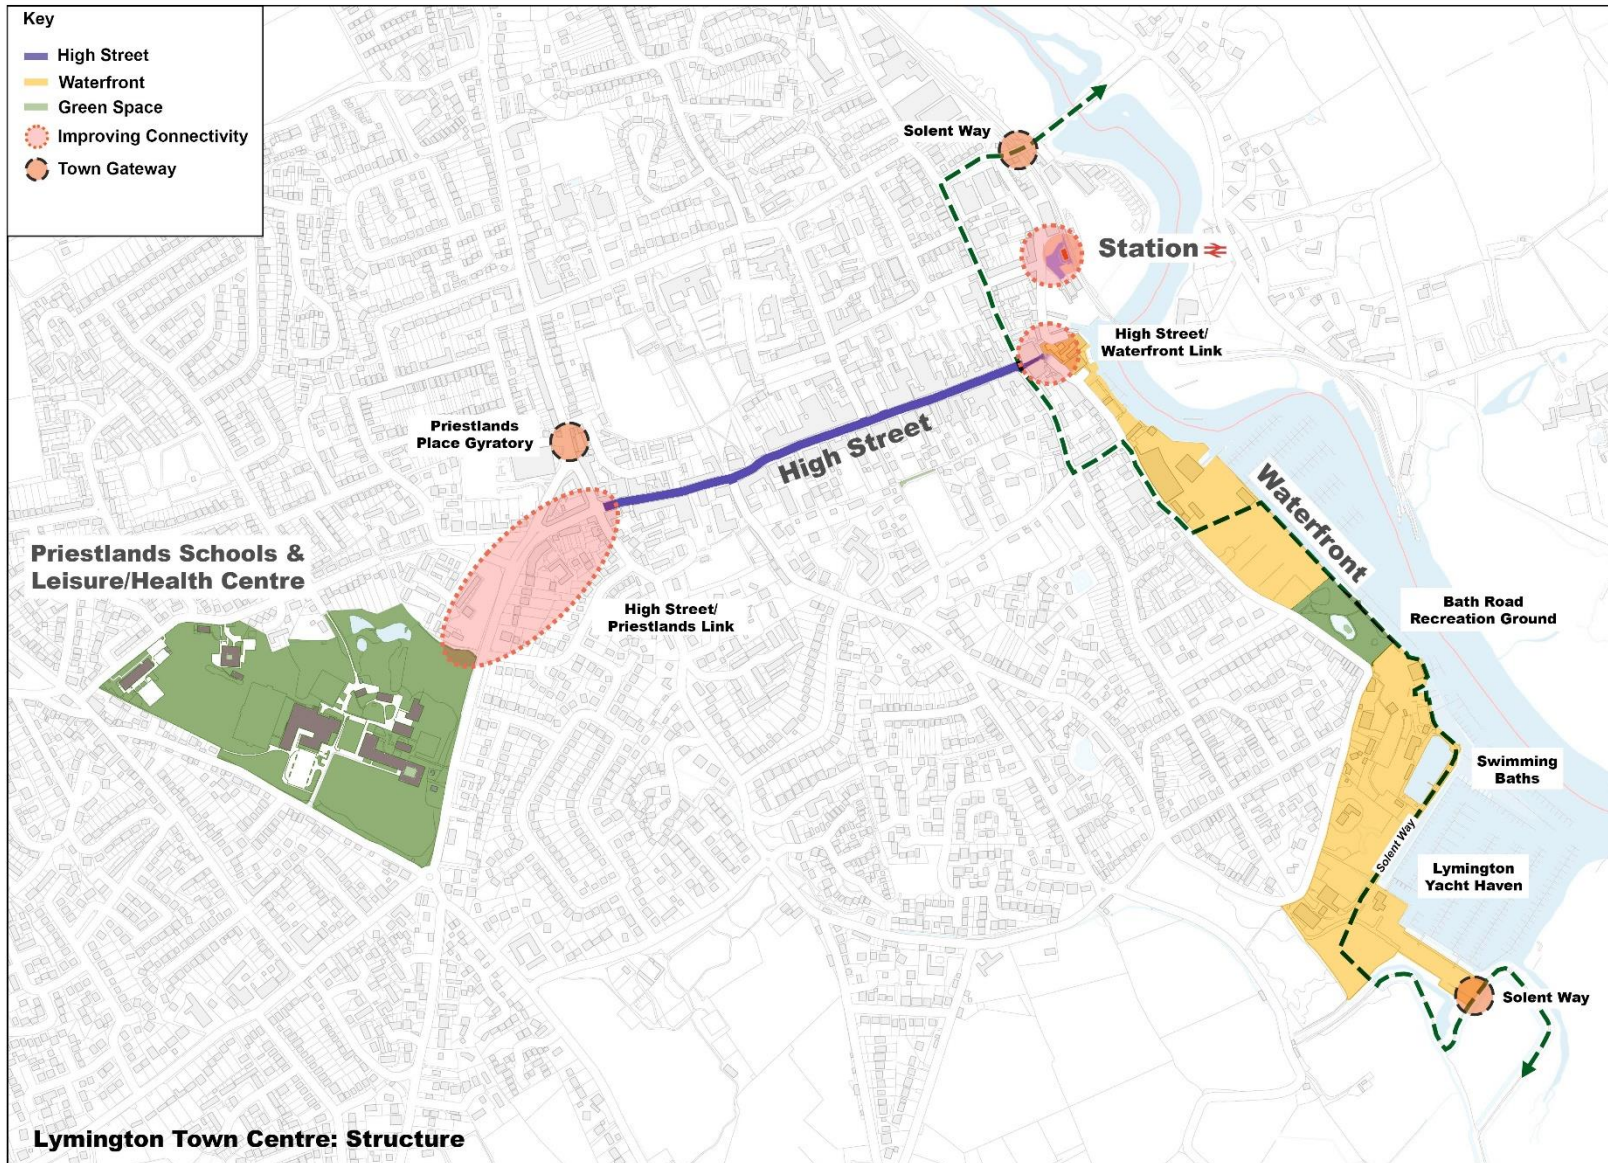 Key
High Street
Waterfront
Green Space
Improving Connectivity
Town Gateway
Solent Way
Station
High Street/
Waterfront Link
Priestlands
Place Gyratory
High Street
Waterfront
Priestlands Schools &
Leisure/Health Centre
High Street/
Priestlands Link
Bath Road
Recreation Ground
Swimming
Baths
Solent Way
Lymington
Yacht Haven
Solent Way
Lymington Town Centre: Structure